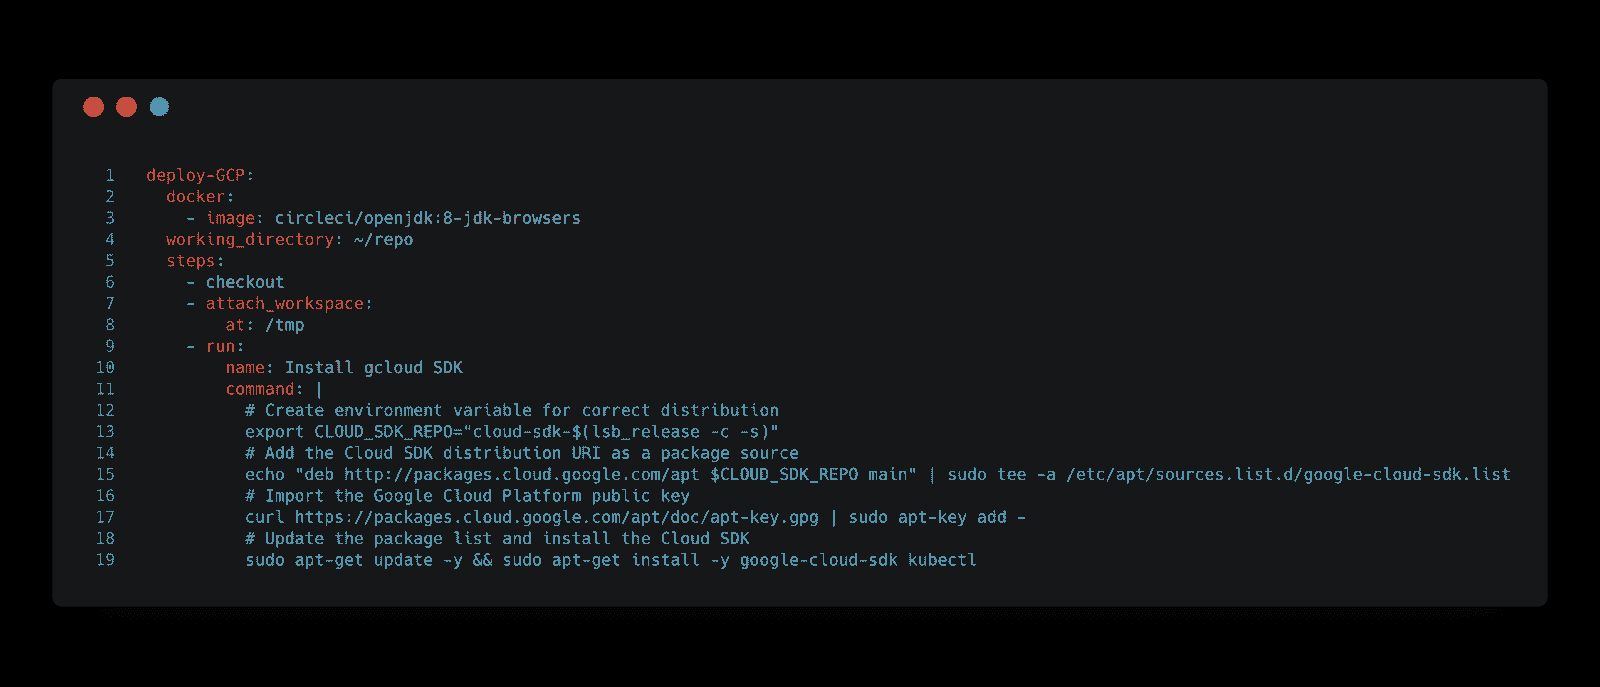 1 deploy-GCP:
2 docker:
3 - image: circleci/openjdk:8-jdk-browsers
4 working_directory: ~/repo
5 steps:
6 - checkout
7 - attach_workspace:
8 at: /tmp
9 - run:
10 name: Install gcloud SDK
11 command: |
12 # Create environment variable for correct distribution
13 export CLOUD_SDK_REPO="cloud-sdk-$(lsb_release -c -s)"
14 # Add the Cloud SDK distribution URI as a package source
15 echo "deb http://packages.cloud.google.com/apt $CLOUD_SDK_REPO main" | sudo tee -a /etc/apt/sources.list.d/google-cloud-sdk.list
16 # Import the Google Cloud Platform public key
17 curl https://packages.cloud.google.com/apt/doc/apt-key.gpg | sudo apt-key add -
18 # Update the package list and install the Cloud SDK
19 sudo apt-get update -y && sudo apt-get install -y google-cloud-sdk kubectl